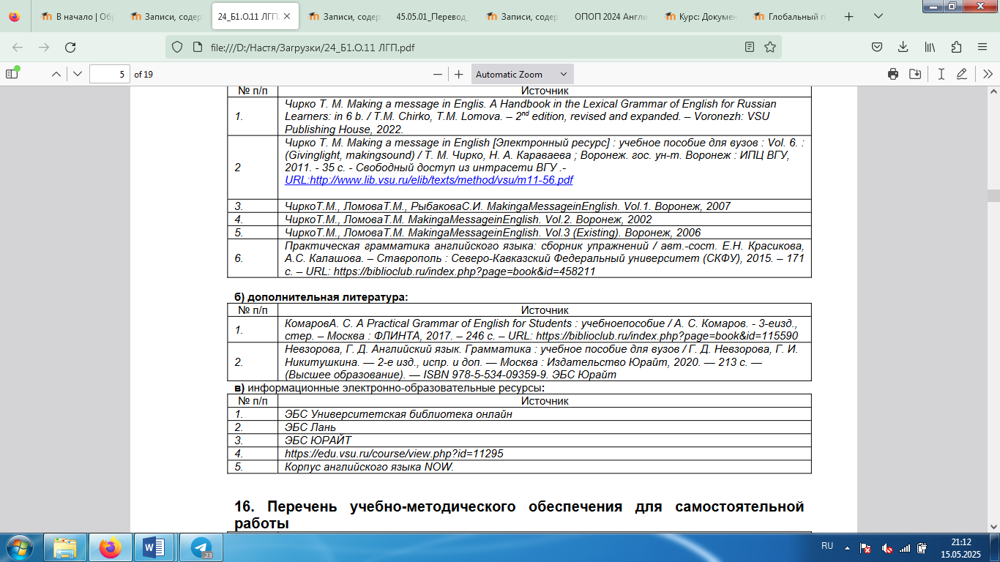 В начало | Об
Записи, содер
24_Б1.О.11 ЛГП.
Записи, содер
45.05.01_Перевод_
Записи, содер
ОПОП 2024 Англи
Курс: Докумен
Глобальный п
file:///D:/Настя/Загрузки/24_Б1.О.11 ЛГП.pdf
5 of 19
Automatic Zoom
№ п/п Источник
1. Чирко Т. М. Making a message in Englis. A Handbook in the Lexical Grammar of English for Russian
Learners: in 6 b. / T.M. Chirko, T.M. Lomova. – 2nd edition, revised and expanded. – Voronezh: VSU
Publishing House, 2022.
2 Чирко Т. М. Making a message in English [Электронный ресурс] : учебное пособие для вузов : Vol. 6. :
(Givinglight, makingsound) / Т. М. Чирко, Н. А. Караваева ; Воронеж. гос. ун-т. Воронеж : ИПЦ ВГУ,
2011. - 35 с. - Свободный доступ из интрасети ВГУ .-
URL:http://www.lib.vsu.ru/elib/texts/method/vsu/m11-56.pdf
3. ЧиркоТ.М., ЛомоваТ.М., РыбаковаС.И. MakingaMessageinEnglish. Vol.1. Воронеж, 2007
4. ЧиркоТ.М., ЛомоваТ.М. MakingaMessageinEnglish. Vol.2. Воронеж, 2002
5. ЧиркоТ.М., ЛомоваТ.М. MakingaMessageinEnglish. Vol.3 (Existing). Воронеж, 2006
6. Практическая грамматика английского языка: сборник упражнений / авт.-сост. Е.Н. Красикова,
А.С. Калашова. – Ставрополь : Северо-Кавказский Федеральный университет (СКФУ), 2015. – 171
с. – URL: https://biblioclub.ru/index.php?page=book&id=458211
б) дополнительная литература:
№ п/п Источник
1. КомаровА. С. A Practical Grammar of English for Students : учебноепособие / А. С. Комаров. - 3-еизд.,
стер. – Москва : ФЛИНТА, 2017. – 246 с. – URL: https://biblioclub.ru/index.php?page=book&id=115590
2. Невзорова, Г. Д. Английский язык. Грамматика : учебное пособие для вузов / Г. Д. Невзорова, Г. И.
Никитушкина. — 2-е изд., испр. и доп. — Москва : Издательство Юрайт, 2020. — 213 с. —
(Высшее образование). — ISBN 978-5-534-09359-9. ЭБС Юрайт
в) информационные электронно-образовательные ресурсы:
№ п/п Источник
1. ЭБС Университетская библиотека онлайн
2. ЭБС Лань
3. ЭБС ЮРАЙТ
4. https://edu.vsu.ru/course/view.php?id=11295
5. Корпус английского языка NOW.
16. Перечень учебно-методического обеспечения для самостоятельной
работы
23
RU
21:12
15.05.2025